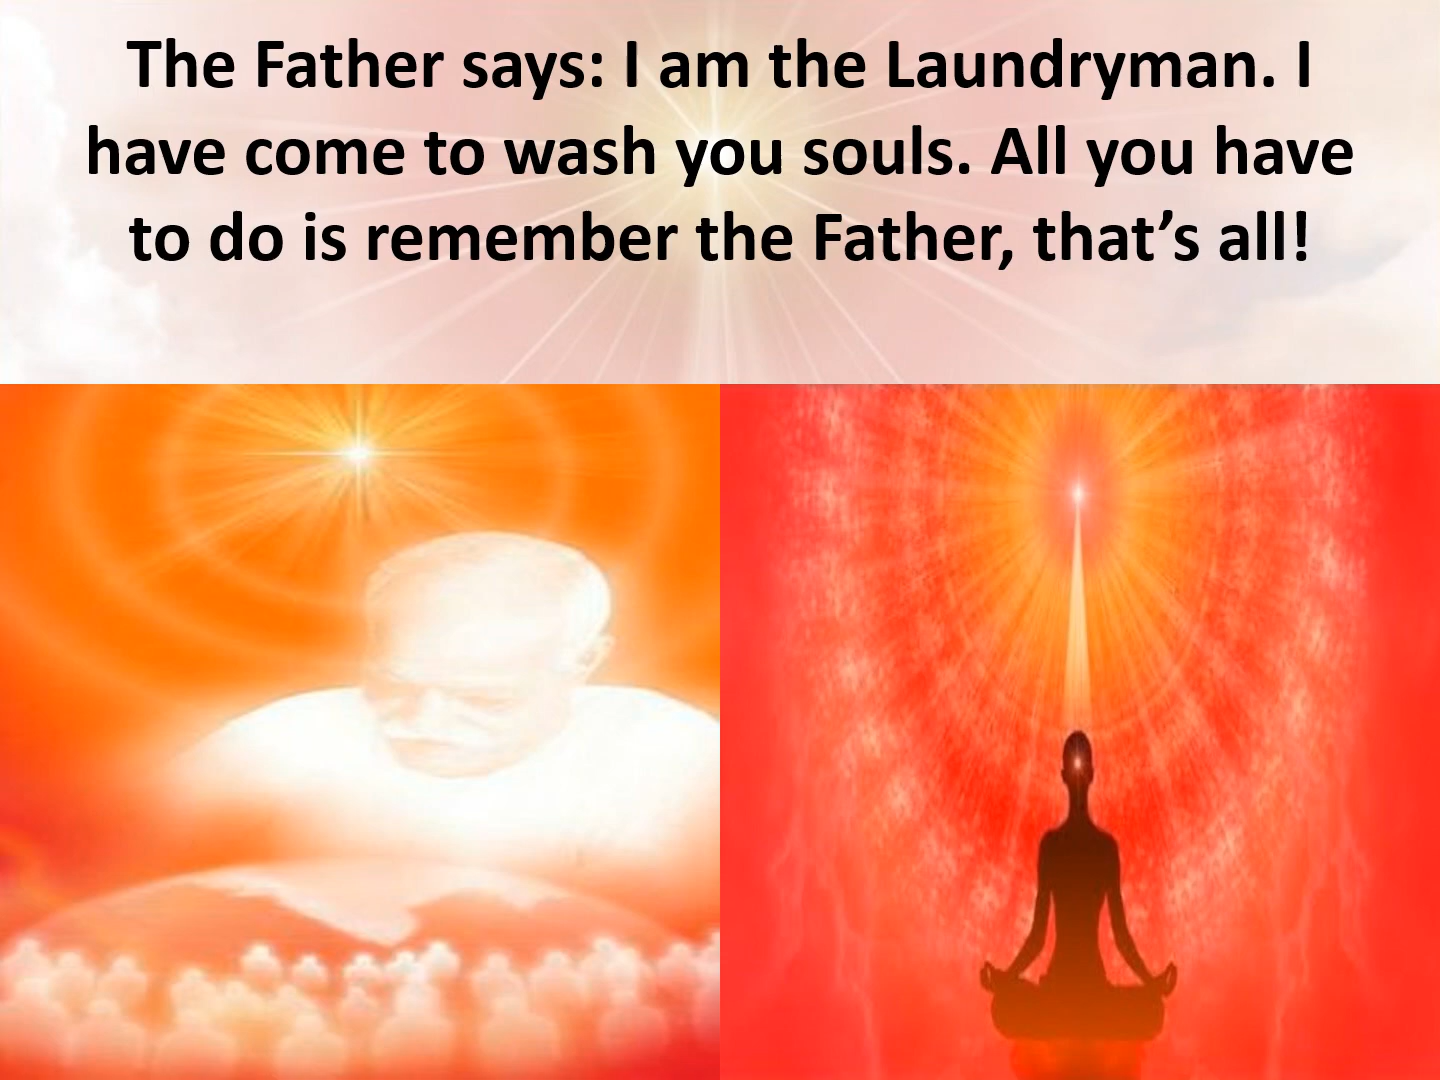 The Father says: I am the Laundryman. I
have come to wash you souls. All you have
to do is remember the Father, that’s all!